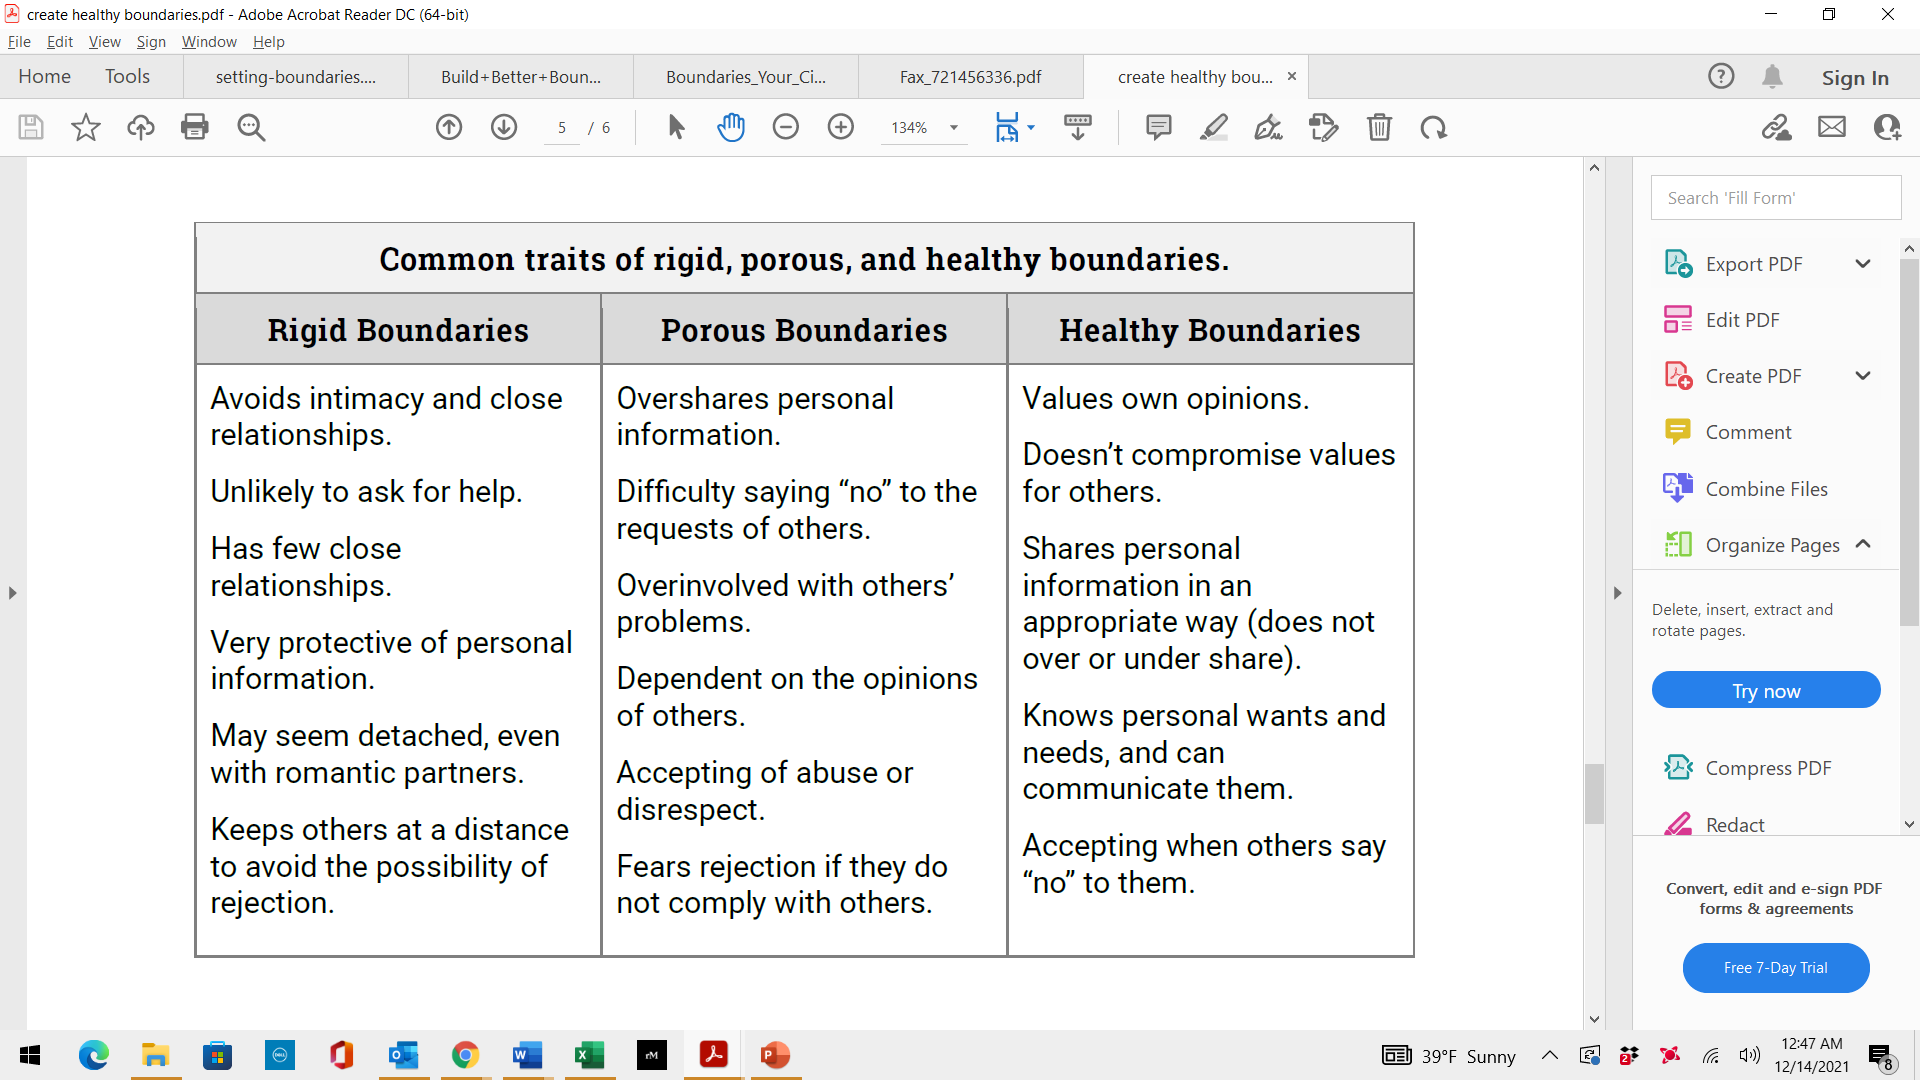 create healthy boundaries.pdf - Adobe Acrobat Reader DC (64-bit)
File Edit View Sign Window Help
Home Tools setting-boundaries.... Build+Better+Boun... Boundaries_Your_Ci... Fax_721456336.pdf create healthy bou... × Sign In
5 / 6 134%
Search 'Fill Form'
Export PDF
Edit PDF
Create PDF
Comment
Combine Files
Organize Pages
Delete, insert, extract and
rotate pages.
Try now
Compress PDF
Redact
Convert, edit and e-sign PDF
forms & agreements
Free 7-Day Trial
Common traits of rigid, porous, and healthy boundaries.
Rigid Boundaries
Avoids intimacy and close
relationships.
Unlikely to ask for help.
Has few close
relationships.
Very protective of personal
information.
May seem detached, even
with romantic partners.
Keeps others at a distance
to avoid the possibility of
rejection.
Porous Boundaries
Overshares personal
information.
Difficulty saying “no” to the
requests of others.
Overinvolved with others’
problems.
Dependent on the opinions
of others.
Accepting of abuse or
disrespect.
Fears rejection if they do
not comply with others.
Healthy Boundaries
Values own opinions.
Doesn’t compromise values
for others.
Shares personal
information in an
appropriate way (does not
over or under share).
Knows personal wants and
needs, and can
communicate them.
Accepting when others say
“no” to them.
DELL
W
X
rM
P
39°F Sunny
2
12:47 AM
12/14/2021
8